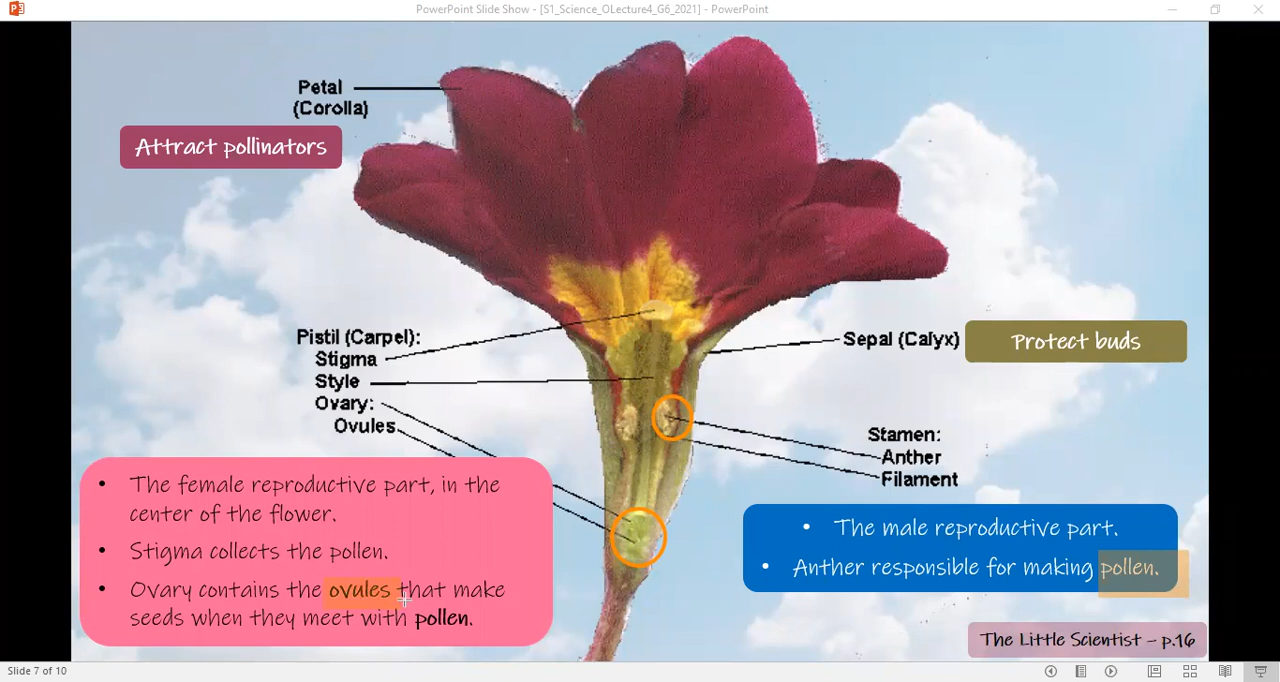 PowerPoint Slide Show - [S1_Science_OLecture4_G6_2021] - PowerPoint
Petal
(Corolla)
Attract pollinators
Pistil (Carpel):
Stigma
Style
Ovary:
Ovules
Sepal (Calyx)
Protect buds
Stamen:
Anther
Filament
• The female reproductive part, in the
center of the flower.
• Stigma collects the pollen.
• Ovary contains the ovules that make
seeds when they meet with pollen.
• The male reproductive part.
• Anther responsible for making pollen.
The Little Scientist – p.16
Slide 7 of 10